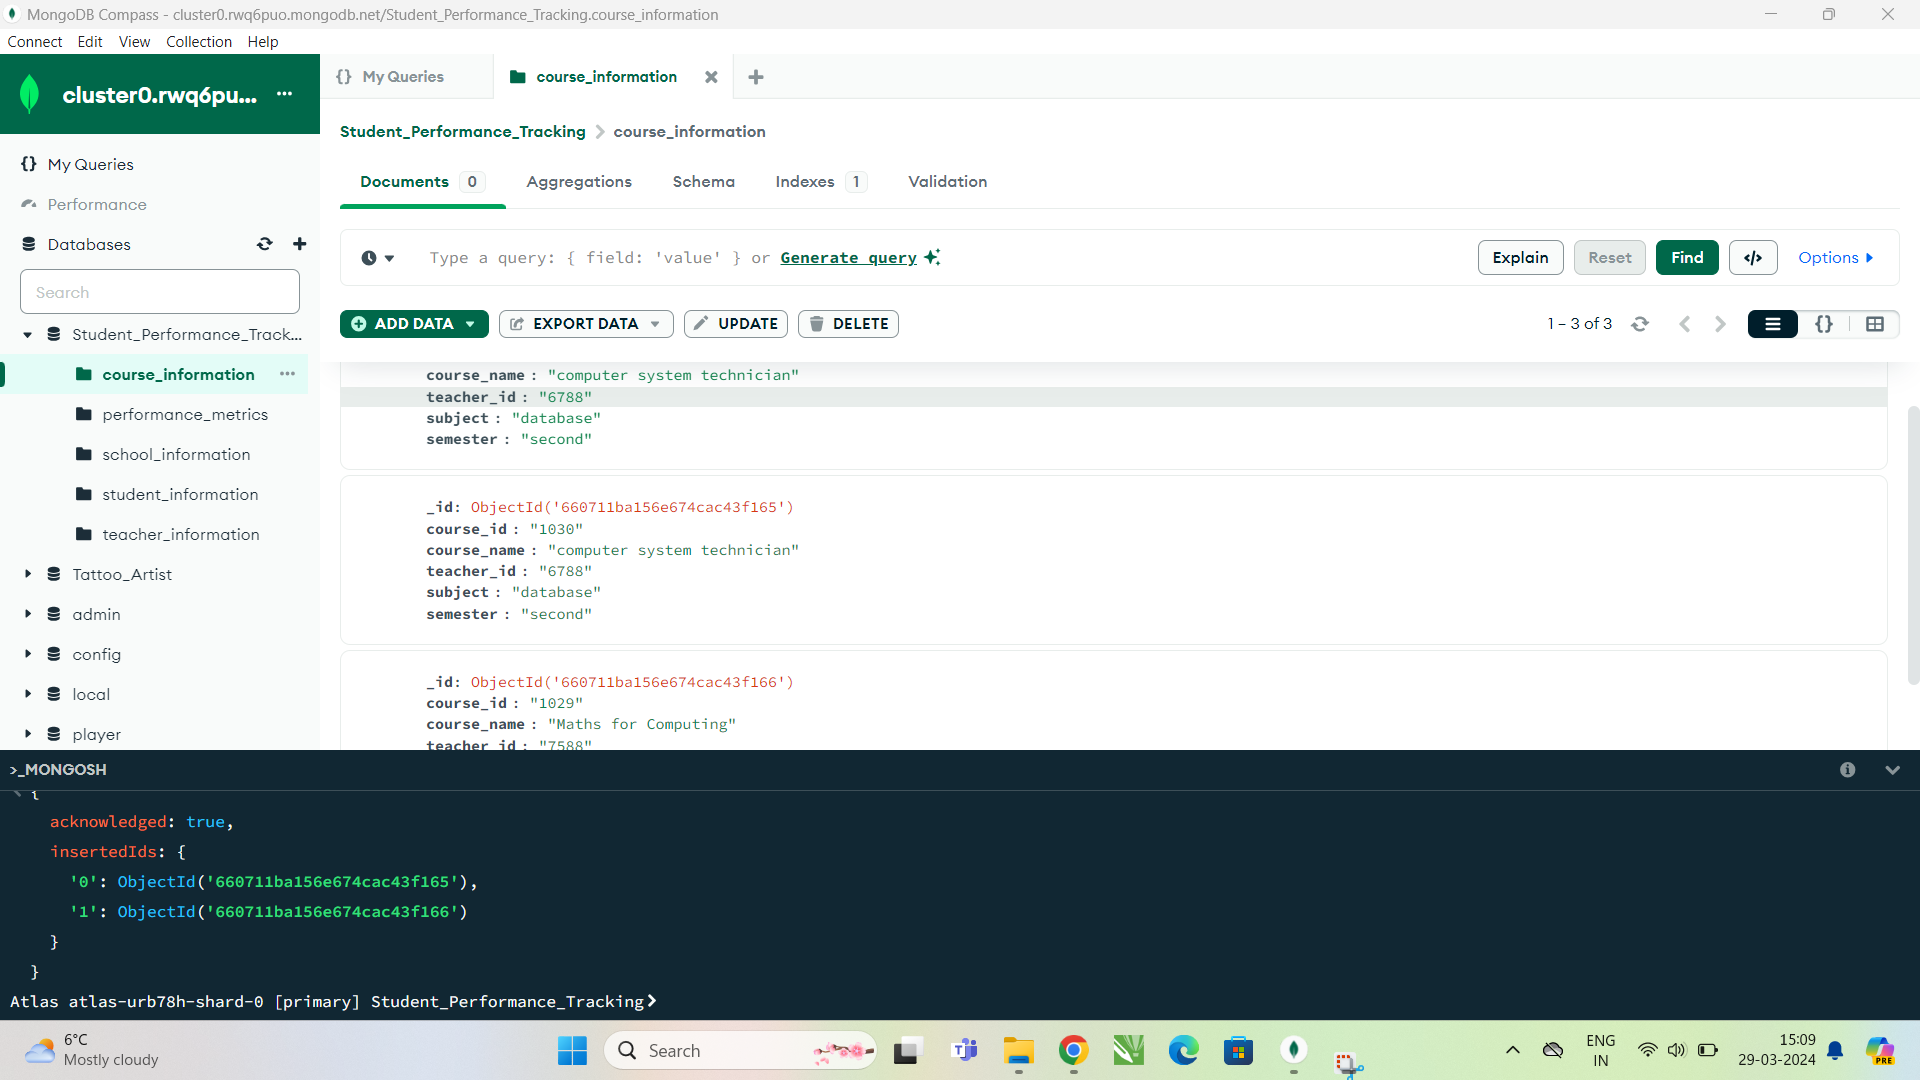 MongoDB Compass - cluster0.rwq6puo.mongodb.net/Student_Performance_Tracking.course_information
Connect Edit View Collection Help
cluster0.rwq6pu... ...
{} My Queries
course_information
Student_Performance_Tracking > course_information
My Queries
Performance
Databases
Search
Student_Performance_Track...
course_information ...
performance_metrics
school_information
student_information
teacher_information
Tattoo_Artist
admin
config
local
player
Documents 0 Aggregations Schema Indexes 1 Validation
Type a query: { field: 'value' } or Generate query
Explain Reset Find </> Options
ADD DATA EXPORT DATA UPDATE DELETE
1 – 3 of 3
{}
course_name : "computer system technician"
teacher_id : "6788"
subject : "database"
semester : "second"
_id: ObjectId('660711ba156e674cac43f165')
course_id : "1030"
course_name : "computer system technician"
teacher_id : "6788"
subject : "database"
semester : "second"
_id: ObjectId('660711ba156e674cac43f166')
course_id : "1029"
course_name : "Maths for Computing"
teacher_id : "7588"
>_MONGOSH
{
acknowledged: true,
insertedIds: {
'0': ObjectId('660711ba156e674cac43f165'),
'1': ObjectId('660711ba156e674cac43f166')
}
}
Atlas atlas-urb78h-shard-0 [primary] Student_Performance_Tracking>
6°C
Mostly cloudy
Search
ENG
IN
15:09
29-03-2024
PRE